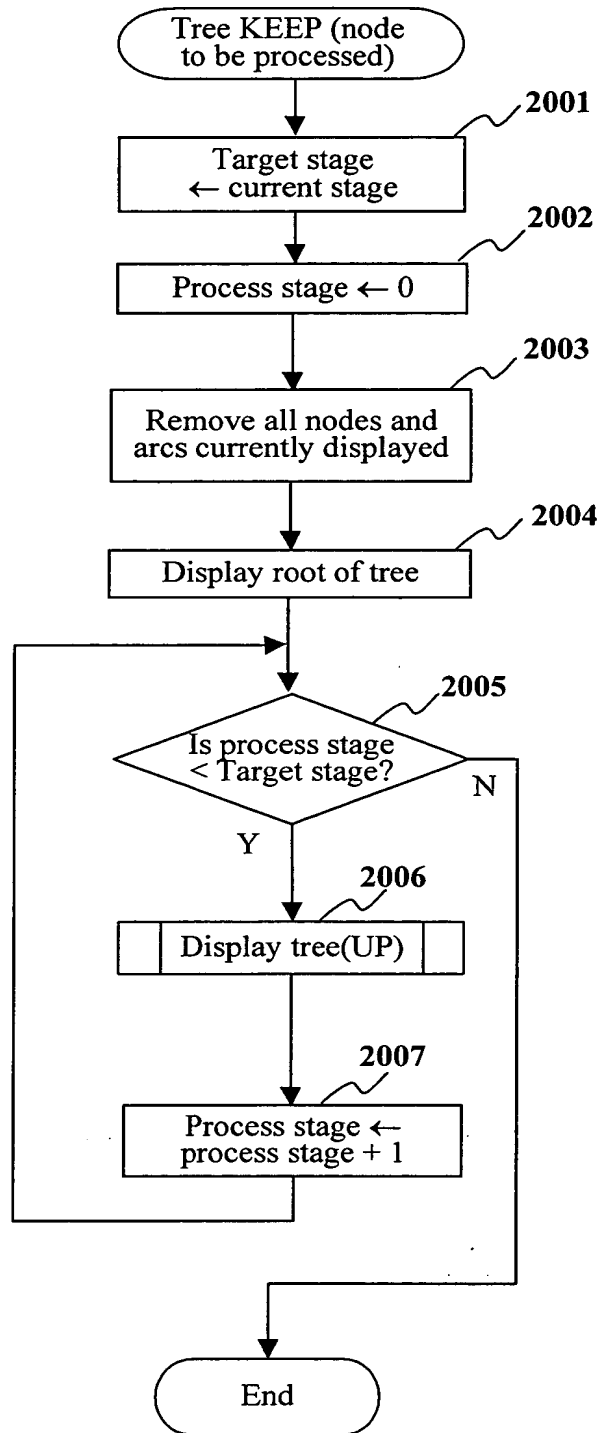 Tree KEEP (node
to be processed)
2001
Target stage
← current stage
2002
Process stage ← 0
2003
Remove all nodes and
arcs currently displayed
2004
Display root of tree
2005
Is process stage
< Target stage?
N
Y
2006
Display tree(UP)
2007
Process stage ←
process stage + 1
End